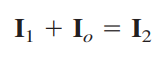 I₁ + Iₒ = I₂